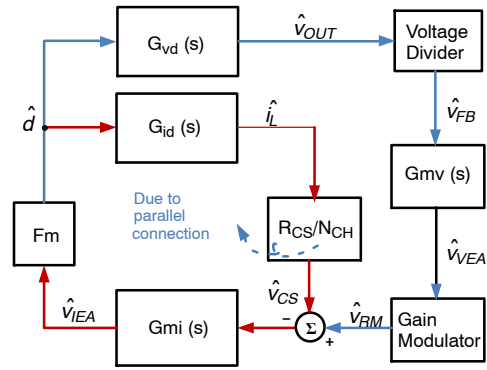 G_vd (s)
v̂_OUT
Voltage
Divider
d̂
G_id (s)
î_L
v̂_FB
Due to
parallel
connection
R_CS/N_CH
Gmv (s)
Fm
v̂_VEA
v̂_CS
v̂_IEA
Gmi (s)
−
Σ
+
v̂_RM
Gain
Modulator